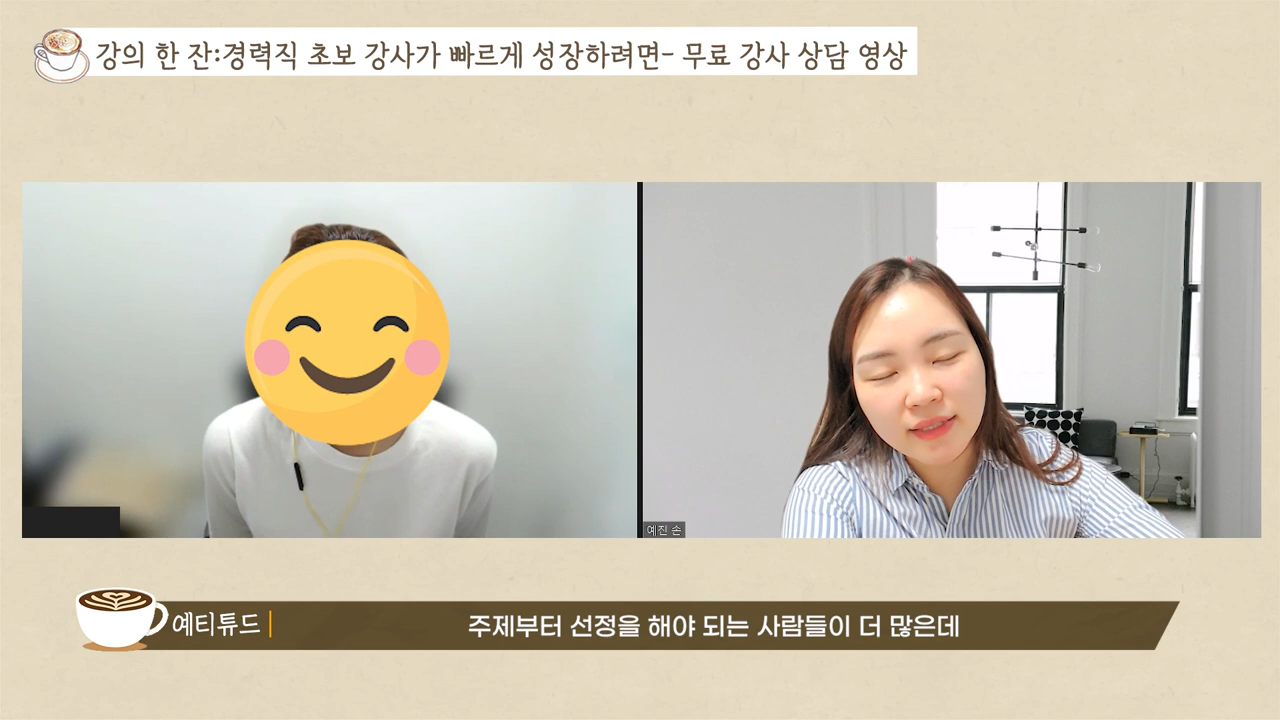 강의 한 잔:경력직 초보 강사가 빠르게 성장하려면- 무료 강사 상담 영상
예진 손
예티튜드
주제부터 선정을 해야 되는 사람들이 더 많은데